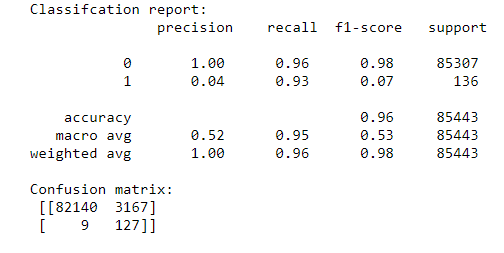 Classifcation report:
precision recall f1-score support
0 1.00 0.96 0.98 85307
1 0.04 0.93 0.07 136
accuracy 0.96 85443
macro avg 0.52 0.95 0.53 85443
weighted avg 1.00 0.96 0.98 85443
Confusion matrix:
[[82140 3167]
[ 9 127]]